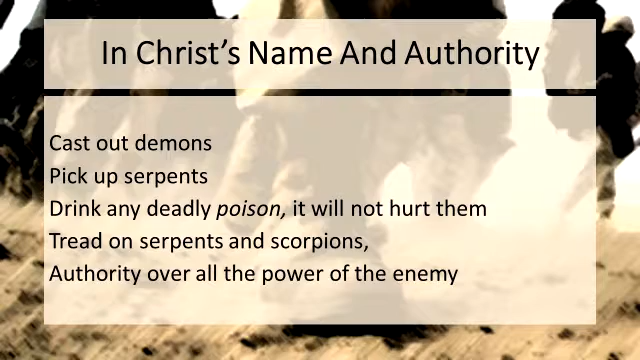 In Christ’s Name And Authority
Cast out demons
Pick up serpents
Drink any deadly poison, it will not hurt them
Tread on serpents and scorpions,
Authority over all the power of the enemy